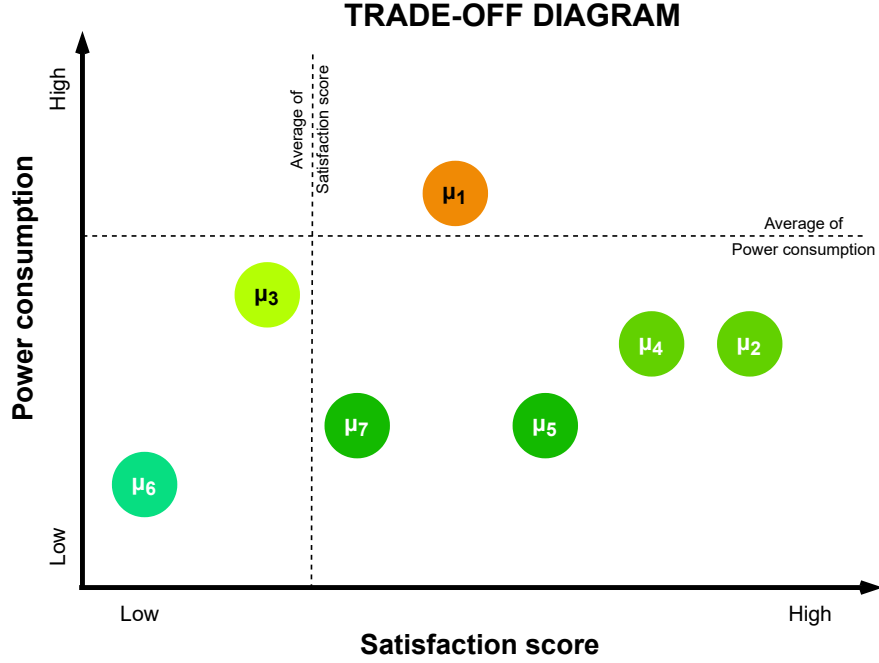 TRADE-OFF DIAGRAM
High
Average of
Satisfaction score
μ1
Average of
Power consumption
μ3
Power consumption
μ4
μ2
μ7
μ5
μ6
Low
Low
High
Satisfaction score